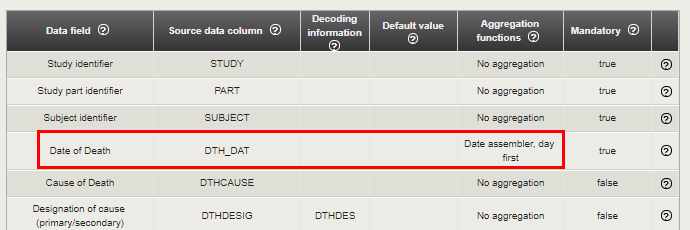 Data field ? Source data column ? Decoding information ? Default value ? Aggregation functions ? Mandatory ?
Study identifier STUDY No aggregation true ?
Study part identifier PART No aggregation true ?
Subject identifier SUBJECT No aggregation true ?
Date of Death DTH_DAT Date assembler, day first true ?
Cause of Death DTHCAUSE No aggregation false ?
Designation of cause (primary/secondary) DTHDESIG DTHDES No aggregation false ?